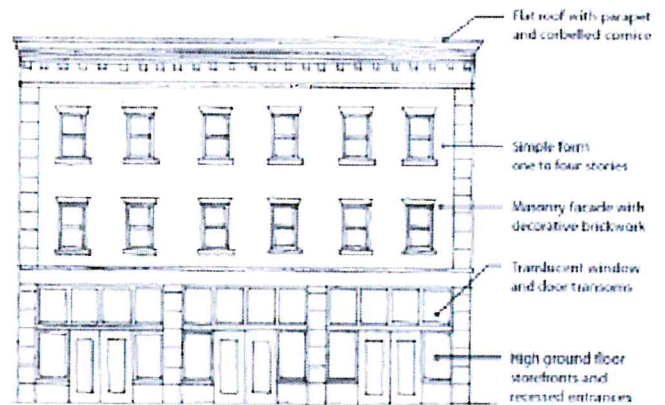 Flat roof with parapet
and corbelled cornice
Simple form
one to four stories
Masonry facade with
decorative brickwork
Translucent window
and door transoms
High ground floor
storefronts and
recessed entrances